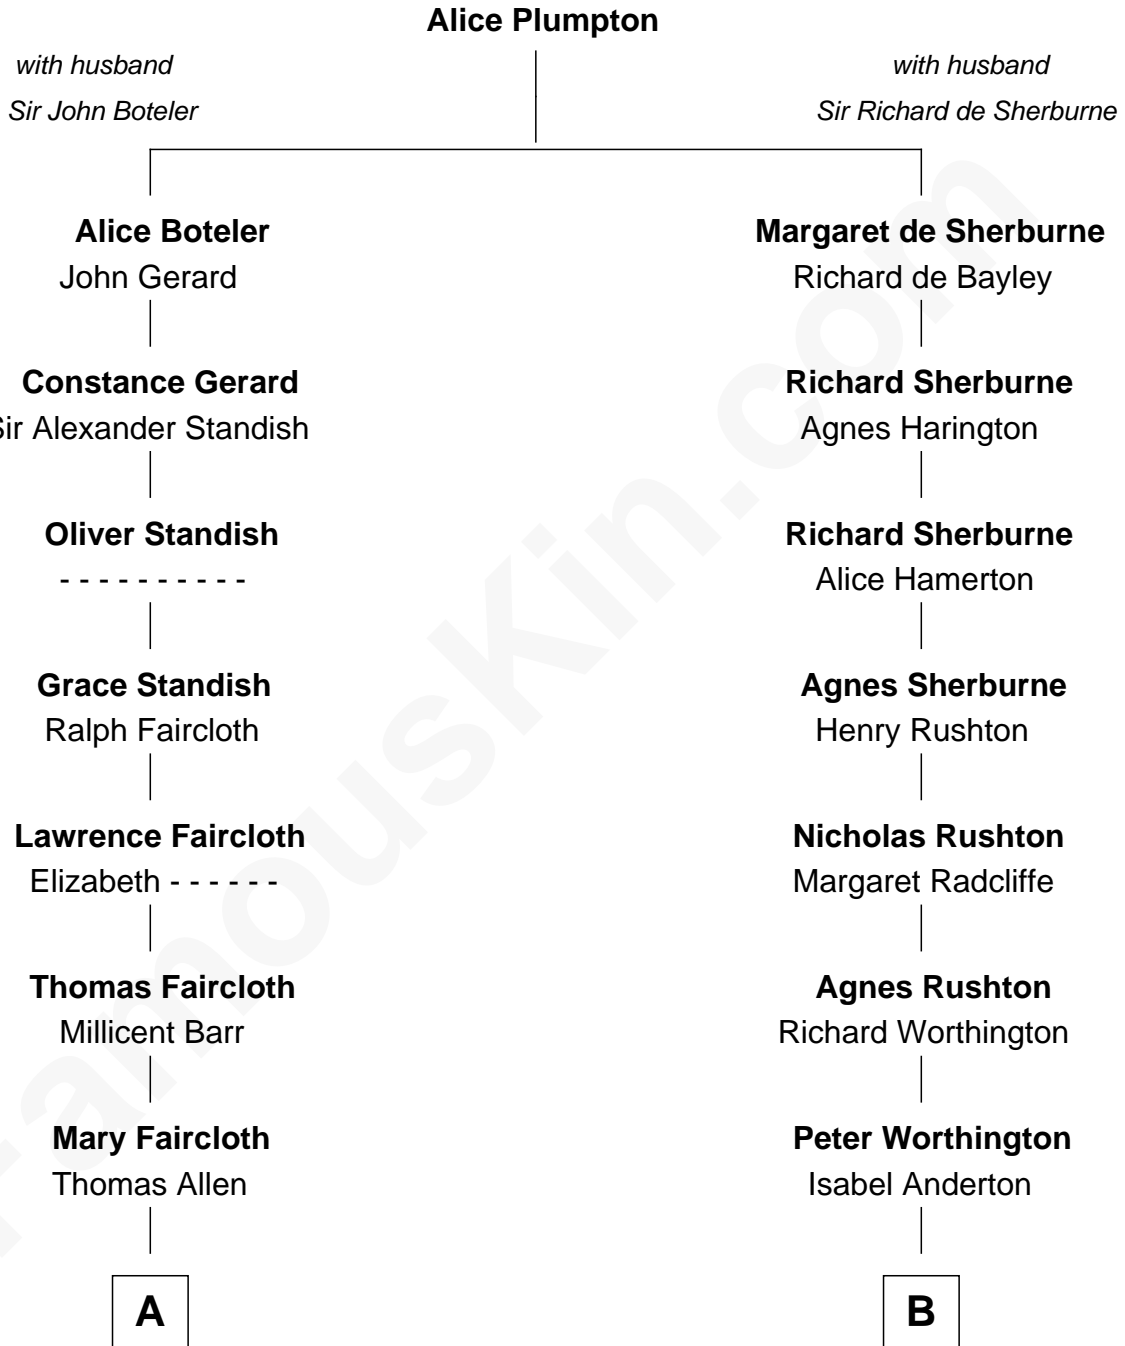 Alice Plumpton
with husband
Sir John Boteler
with husband
Sir Richard de Sherburne
Alice Boteler
John Gerard
Margaret de Sherburne
Richard de Bayley
Constance Gerard
Sir Alexander Standish
Richard Sherburne
Agnes Harington
Oliver Standish
- - - - - - - - - -
Richard Sherburne
Alice Hamerton
Grace Standish
Ralph Faircloth
Agnes Sherburne
Henry Rushton
Lawrence Faircloth
Elizabeth - - - - - -
Nicholas Rushton
Margaret Radcliffe
Thomas Faircloth
Millicent Barr
Agnes Rushton
Richard Worthington
Mary Faircloth
Thomas Allen
Peter Worthington
Isabel Anderton
A
B
FamousKin.com